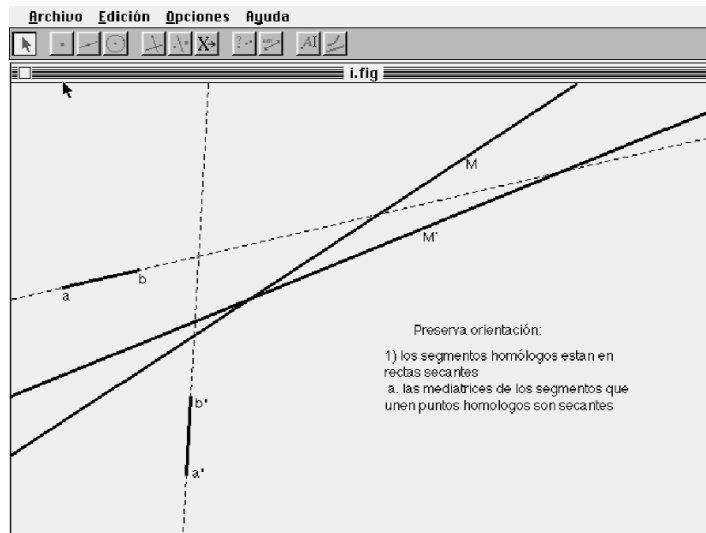 Archivo Edición Opciones Ayuda
X AI
i.fig
M
M'
b
a
Preserva orientación:
1) los segmentos homólogos estan en
rectas secantes
a. las mediatrices de los segmentos que
unen puntos homologos son secantes
b'
a'